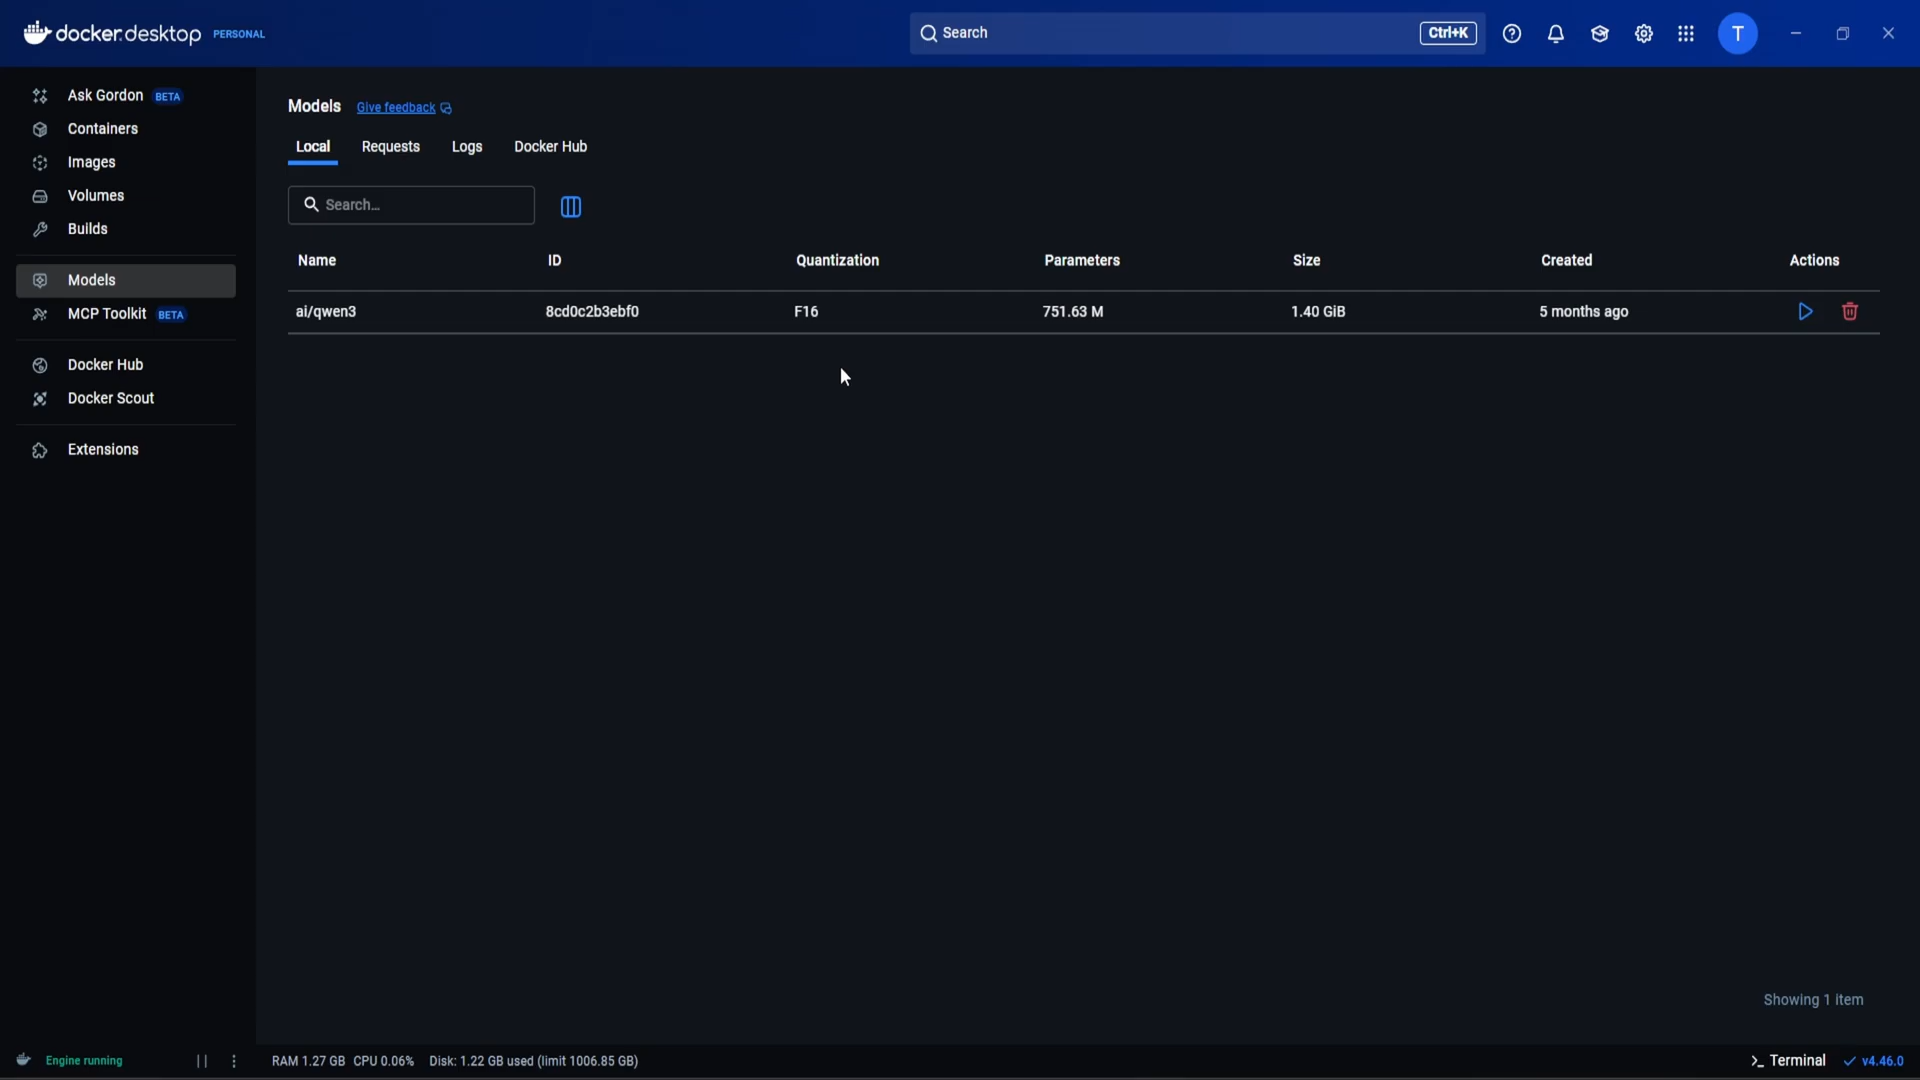 docker.desktop PERSONAL
Search Ctrl+K
T
Ask Gordon BETA
Containers
Images
Volumes
Builds
Models
MCP Toolkit BETA
Docker Hub
Docker Scout
Extensions
Models Give feedback
Local Requests Logs Docker Hub
Search...
Name ID Quantization Parameters Size Created Actions
ai/qwen3 8cd0c2b3ebf0 F16 751.63 M 1.40 GiB 5 months ago
Showing 1 item
Engine running RAM 1.27 GB CPU 0.06% Disk: 1.22 GB used (limit 1006.85 GB) >_ Terminal v4.46.0